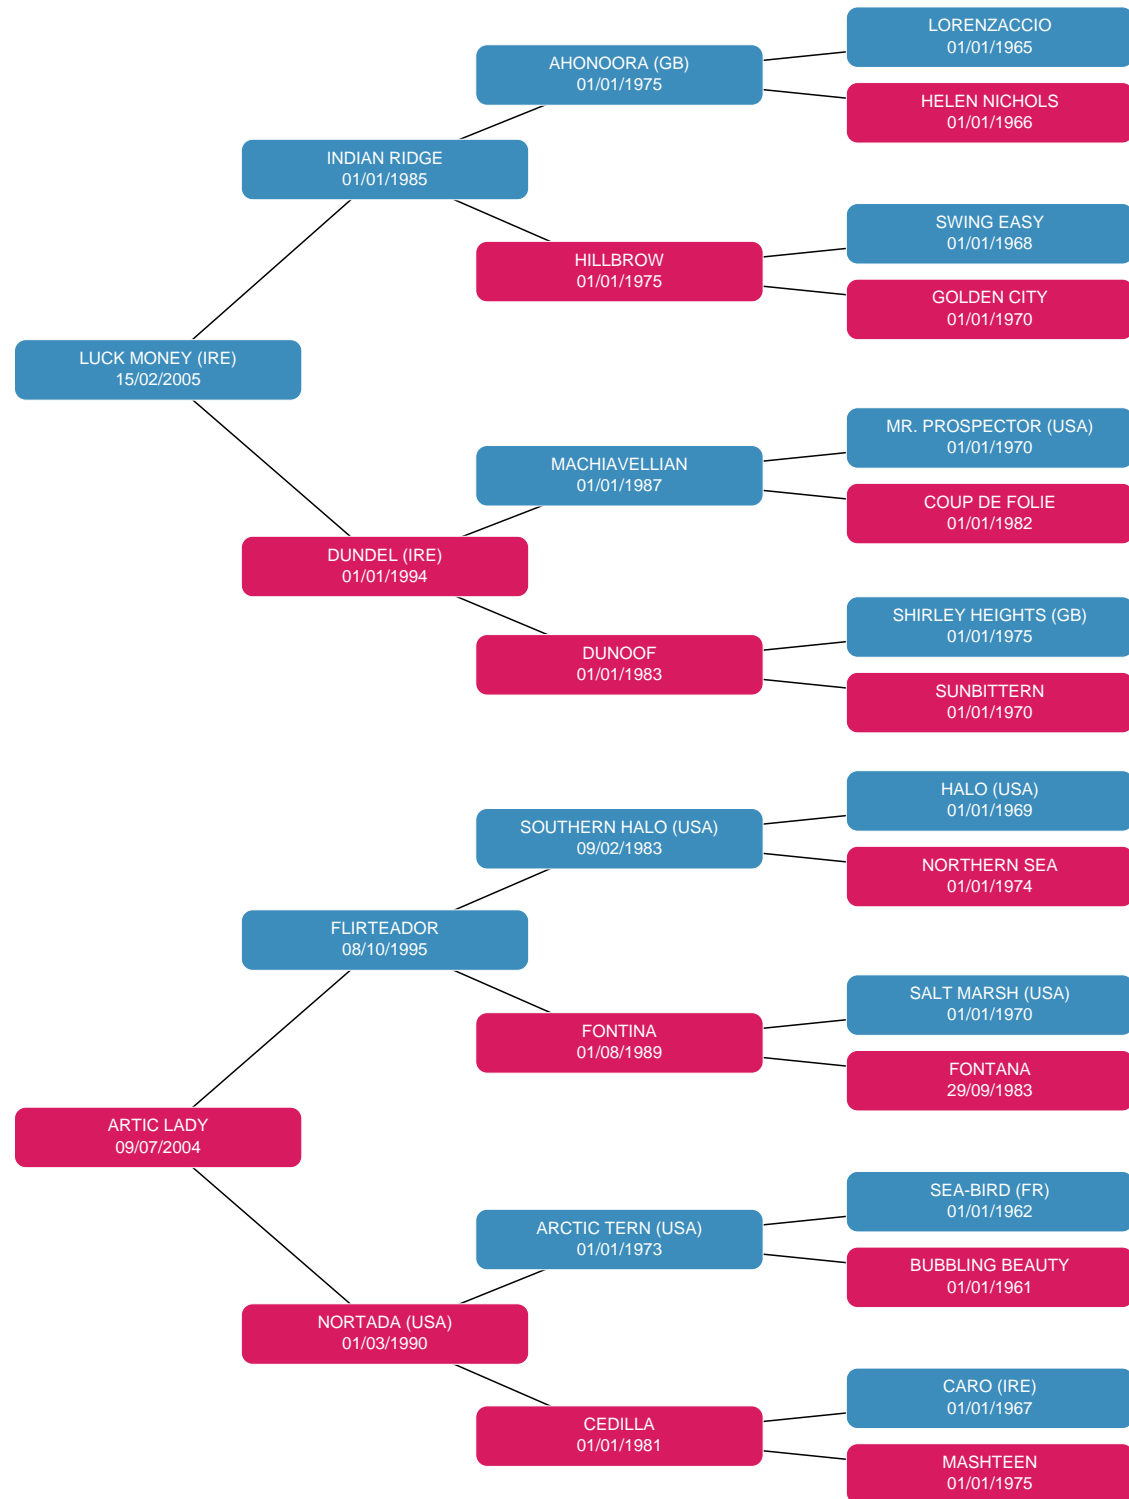 LORENZACCIO
01/01/1965
AHONOORA (GB)
01/01/1975
HELEN NICHOLS
01/01/1966
INDIAN RIDGE
01/01/1985
SWING EASY
01/01/1968
HILLBROW
01/01/1975
GOLDEN CITY
01/01/1970
LUCK MONEY (IRE)
15/02/2005
MR. PROSPECTOR (USA)
01/01/1970
MACHIAVELLIAN
01/01/1987
COUP DE FOLIE
01/01/1982
DUNDEL (IRE)
01/01/1994
SHIRLEY HEIGHTS (GB)
01/01/1975
DUNOOF
01/01/1983
SUNBITTERN
01/01/1970
HALO (USA)
01/01/1969
SOUTHERN HALO (USA)
09/02/1983
NORTHERN SEA
01/01/1974
FLIRTEADOR
08/10/1995
SALT MARSH (USA)
01/01/1970
FONTINA
01/08/1989
FONTANA
29/09/1983
ARTIC LADY
09/07/2004
SEA-BIRD (FR)
01/01/1962
ARCTIC TERN (USA)
01/01/1973
BUBBLING BEAUTY
01/01/1961
NORTADA (USA)
01/03/1990
CARO (IRE)
01/01/1967
CEDILLA
01/01/1981
MASHTEEN
01/01/1975